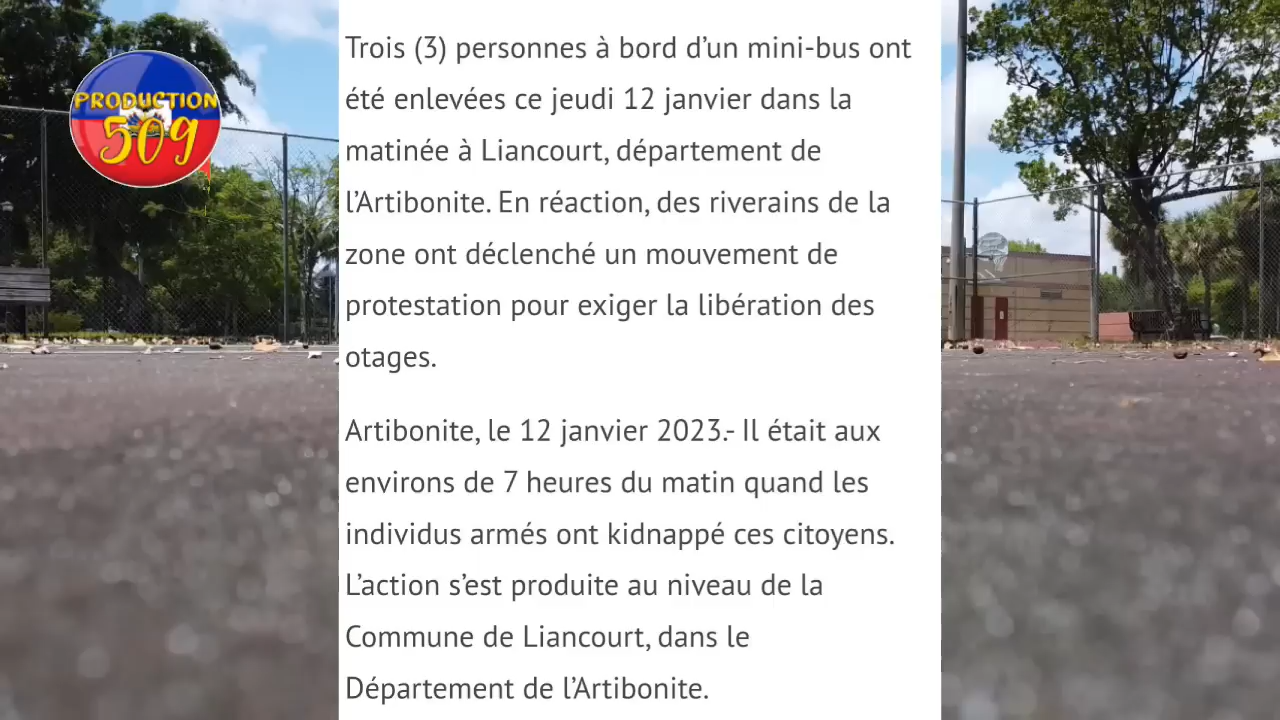 PRODUCTION
509
Trois (3) personnes à bord d’un mini-bus ont
été enlevées ce jeudi 12 janvier dans la
matinée à Liancourt, département de
l’Artibonite. En réaction, des riverains de la
zone ont déclenché un mouvement de
protestation pour exiger la libération des
otages.
Artibonite, le 12 janvier 2023.- Il était aux
environs de 7 heures du matin quand les
individus armés ont kidnappé ces citoyens.
L’action s’est produite au niveau de la
Commune de Liancourt, dans le
Département de l’Artibonite.